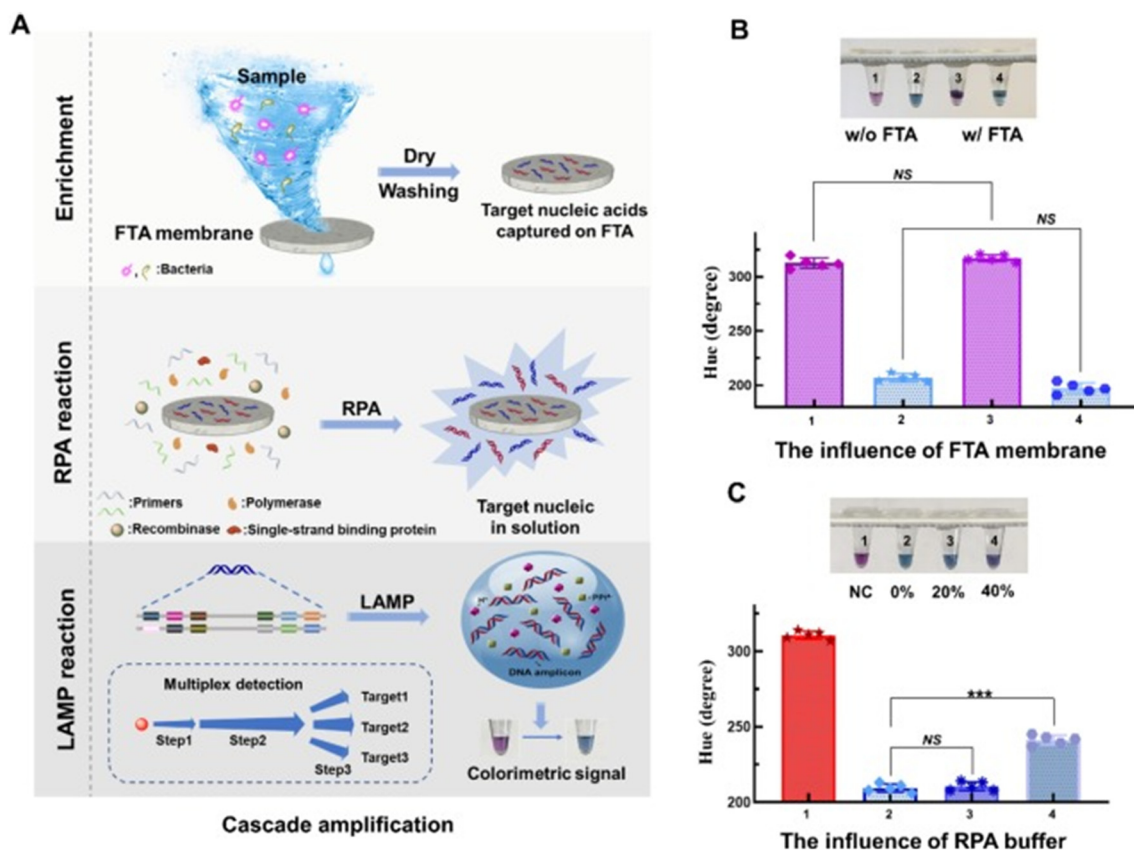 A
Enrichment
Sample
Dry
Washing
FTA membrane
Target nucleic acids
captured on FTA
, :Bacteria
RPA reaction
RPA
:Primers
:Polymerase
:Recombinase
:Single-strand binding protein
Target nucleic
in solution
LAMP reaction
LAMP
H⁺
DNA amplicon
Multiplex detection
Step1
Step2
Step3
Target1
Target2
Target3
Colorimetric signal
Cascade amplification
B
1 2 3 4
w/o FTA w/ FTA
NS
NS
Hue (degree)
300
250
200
1 2 3 4
The influence of FTA membrane
C
1 2 3 4
NC 0% 20% 40%
***
NS
Hue (degree)
300
250
200
1 2 3 4
The influence of RPA buffer